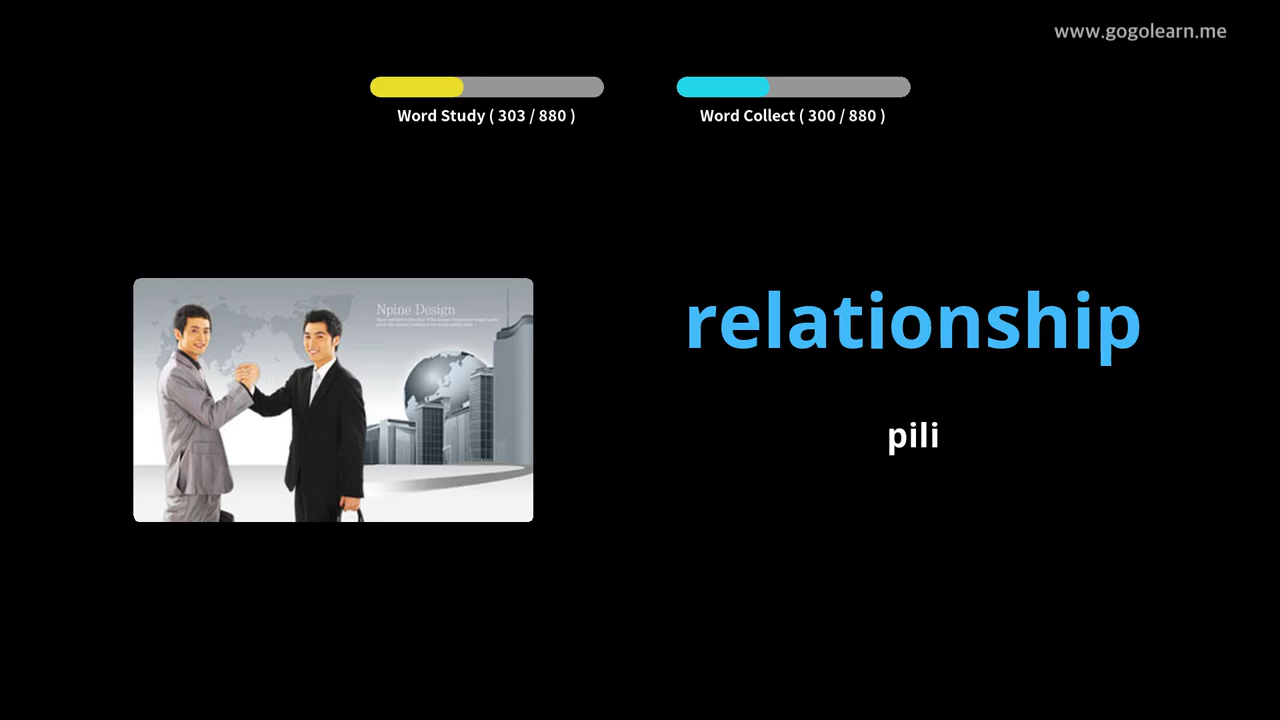 www.gogolearn.me
Word Study ( 303 / 880 )
Word Collect ( 300 / 880 )
Npine Design
relationship
pili